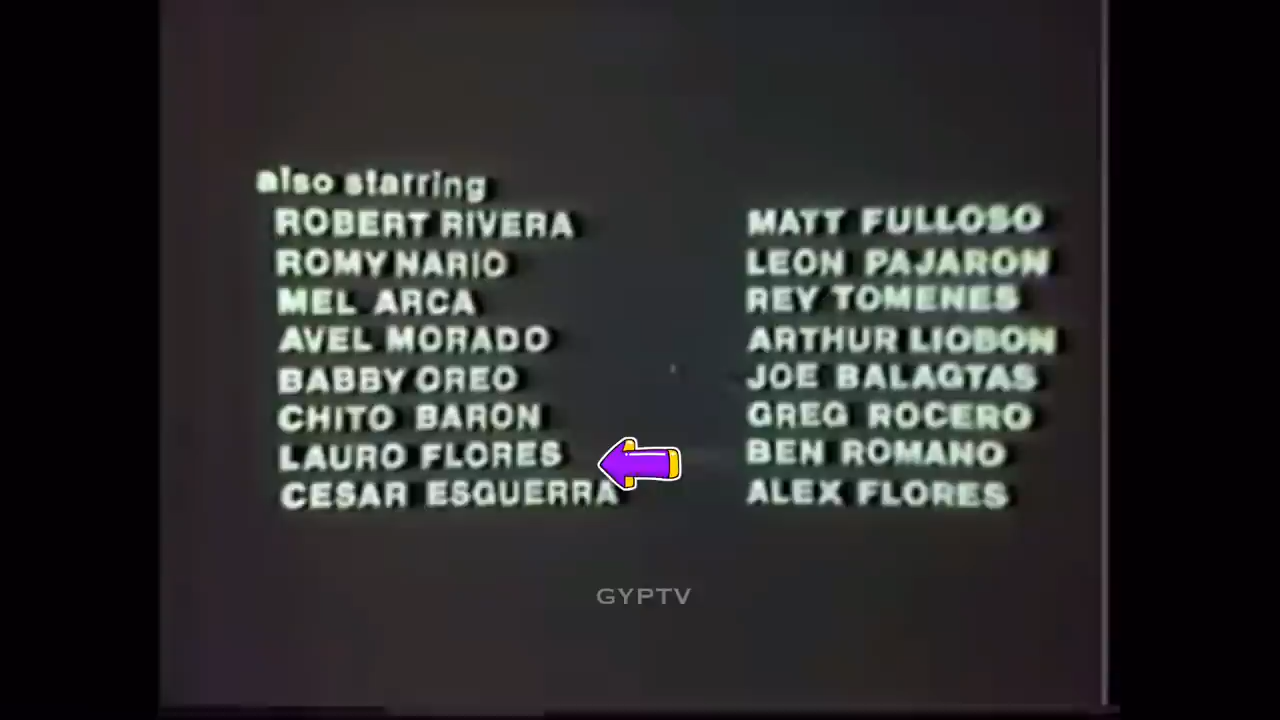 also starring
ROBERT RIVERA
ROMY NARIO
MEL ARCA
AVEL MORADO
BABBY OREO
CHITO BARON
LAURO FLORES
CESAR ESGUERRA
MATT FULLOSO
LEON PAJARON
REY TOMENES
ARTHUR LIOBON
JOE BALAGTAS
GREG ROCERO
BEN ROMANO
ALEX FLORES
GYPTV